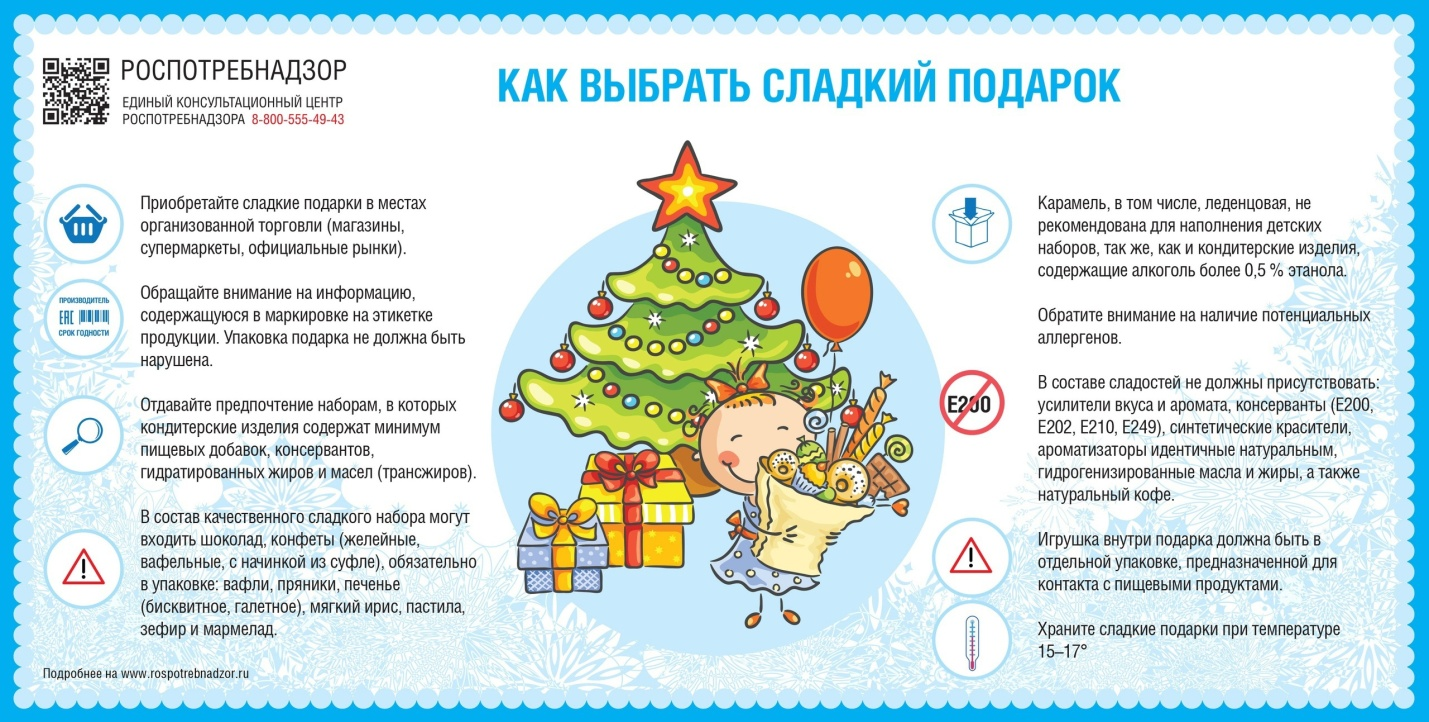 РОСПОТРЕБНАДЗОР
ЕДИНЫЙ КОНСУЛЬТАЦИОННЫЙ ЦЕНТР
РОСПОТРЕБНАДЗОРА 8-800-555-49-43
КАК ВЫБРАТЬ СЛАДКИЙ ПОДАРОК
Приобретайте сладкие подарки в местах
организованной торговли (магазины,
супермаркеты, официальные рынки).
ПРОИЗВОДИТЕЛЬ
ЕАС
СРОК ГОДНОСТИ
Обращайте внимание на информацию,
содержащуюся в маркировке на этикетке
продукции. Упаковка подарка не должна быть
нарушена.
Отдавайте предпочтение наборам, в которых
кондитерские изделия содержат минимум
пищевых добавок, консервантов,
гидратированных жиров и масел (трансжиров).
В состав качественного сладкого набора могут
входить шоколад, конфеты (желейные,
вафельные, с начинкой из суфле), обязательно
в упаковке: вафли, пряники, печенье
(бисквитное, галетное), мягкий ирис, пастила,
зефир и мармелад.
Подробнее на www.rospotrebnadzor.ru
Карамель, в том числе, леденцовая, не
рекомендована для наполнения детских
наборов, так же, как и кондитерские изделия,
содержащие алкоголь более 0,5 % этанола.
Обратите внимание на наличие потенциальных
аллергенов.
Е200
В составе сладостей не должны присутствовать:
усилители вкуса и аромата, консерванты (Е200,
Е202, Е210, Е249), синтетические красители,
ароматизаторы идентичные натуральным,
гидрогенизированные масла и жиры, а также
натуральный кофе.
Игрушка внутри подарка должна быть в
отдельной упаковке, предназначенной для
контакта с пищевыми продуктами.
Храните сладкие подарки при температуре
15–17°